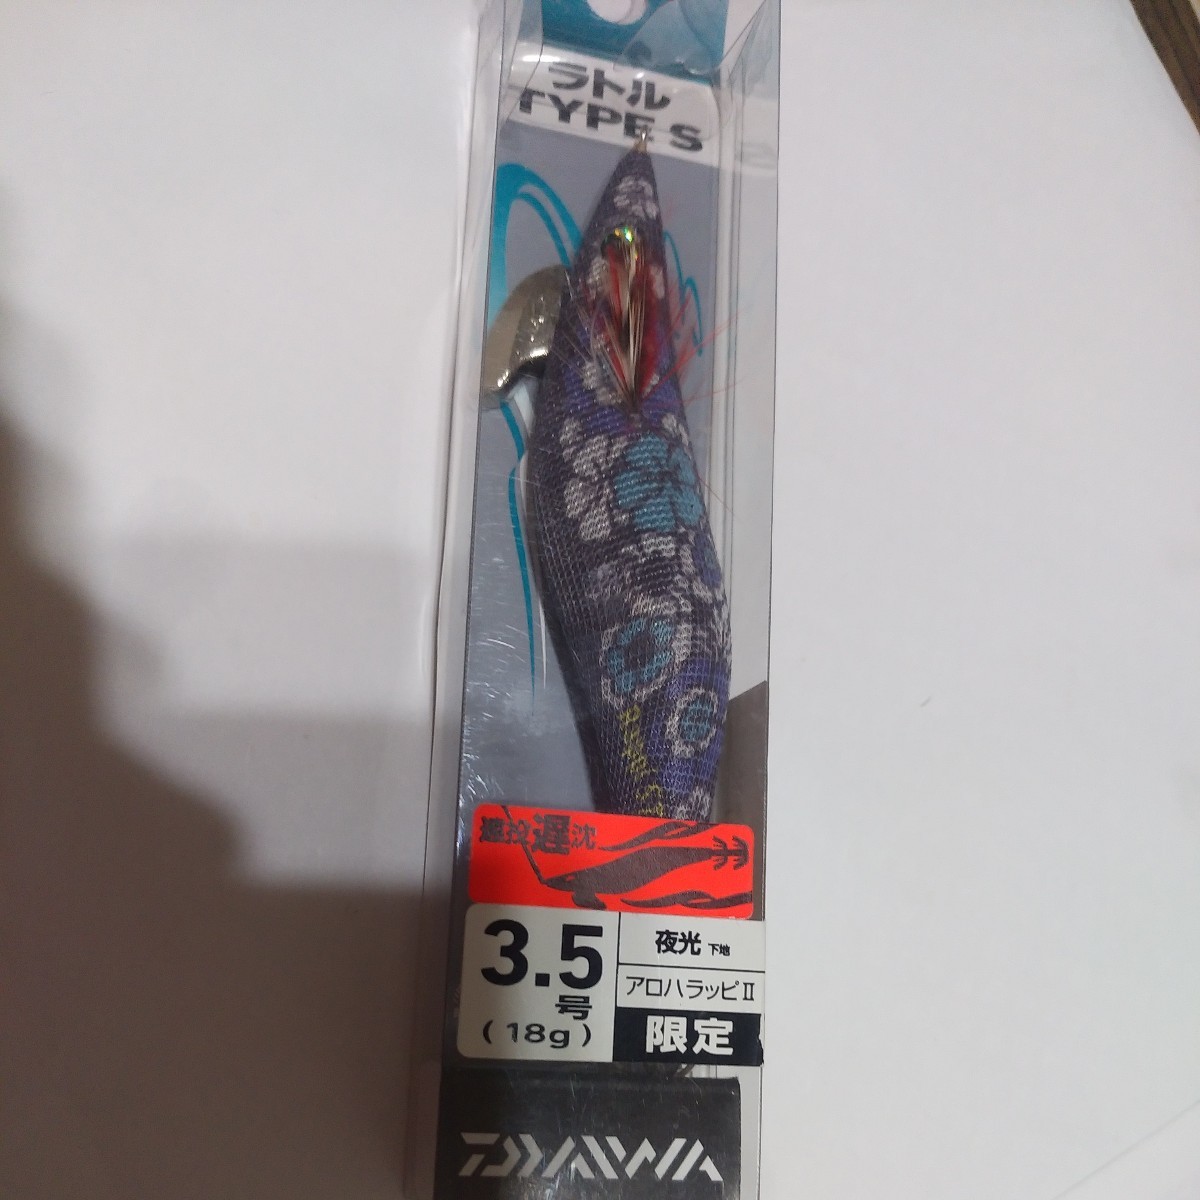 ラトル
TYPE S
遠投 遅沈
3.5
号
(18g)
夜光 下地
アロハラッピⅡ
限定
DAIWA